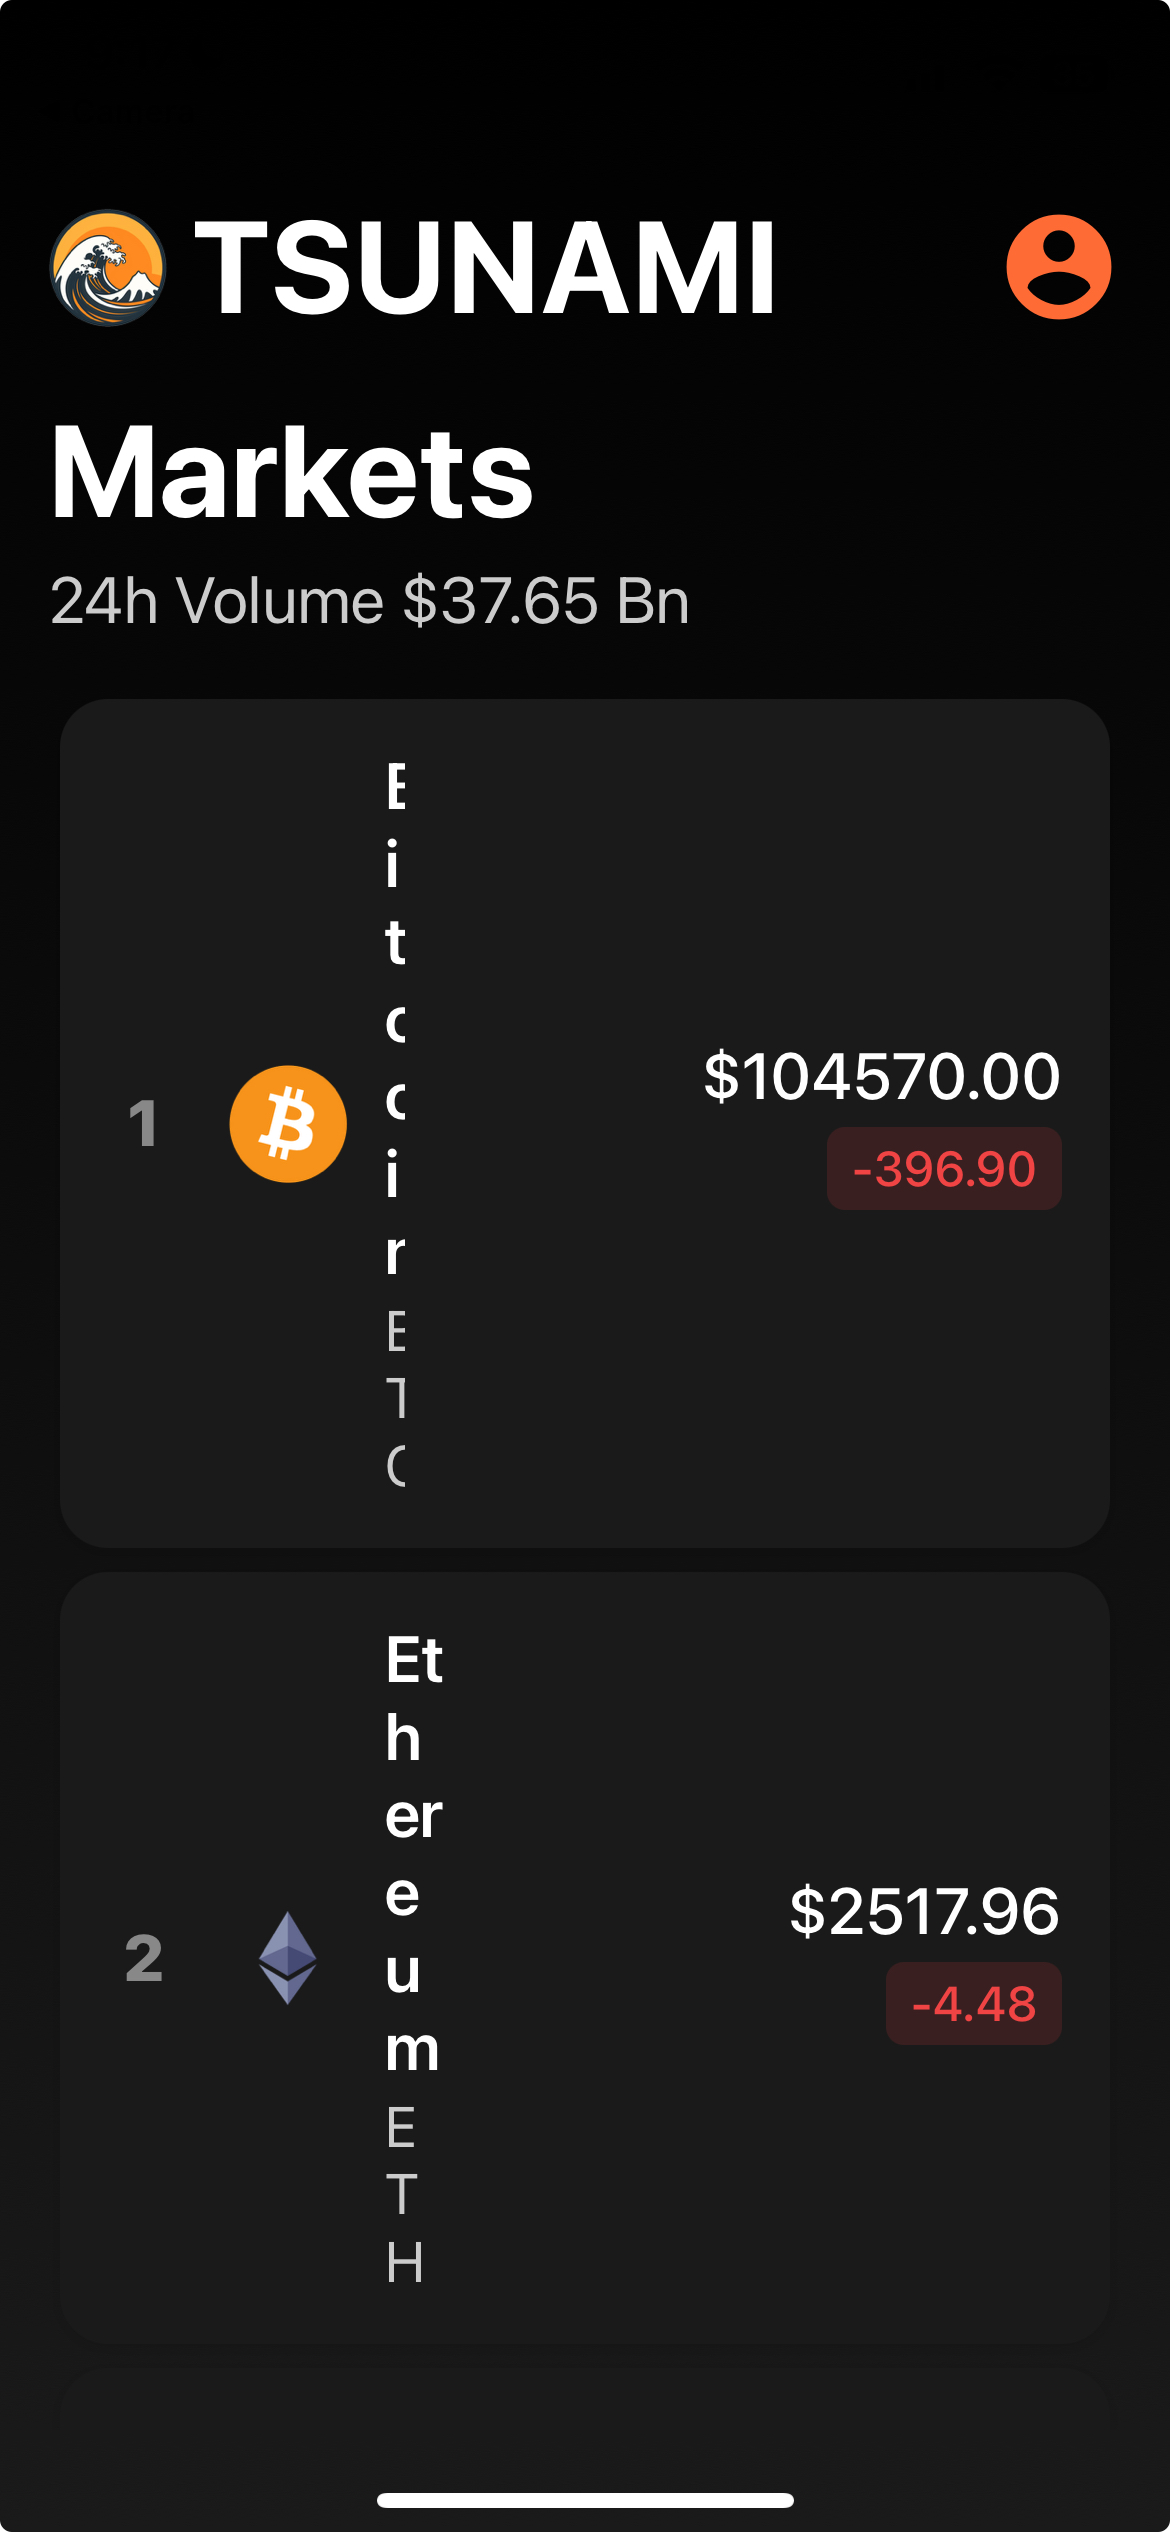 TSUNAMI
Markets
24h Volume $37.65 Bn
1
B
i
t
c
o
i
n
B
T
C
$104570.00
-396.90
2
Et
h
er
e
u
m
E
T
H
$2517.96
-4.48